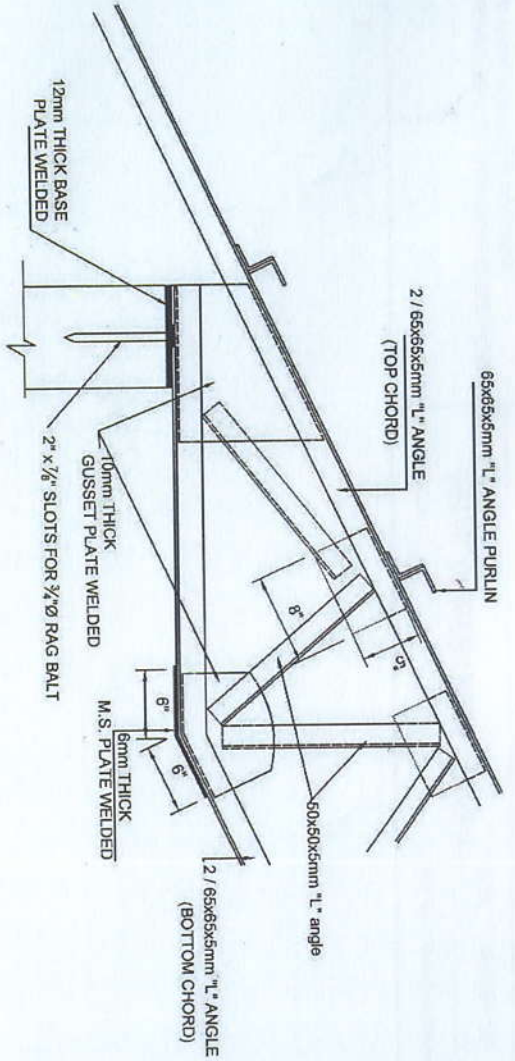 65x65x5mm "L" ANGLE PURLIN
2 / 65x65x5mm "L" ANGLE
(TOP CHORD)
12mm THICK BASE
PLATE WELDED
8"
5"
50x50x5mm "L" angle
10mm THICK
GUSSET PLATE WELDED
2" x ⅞" SLOTS FOR ¾"Ø RAG BALT
6"
6"
6mm THICK
M.S. PLATE WELDED
2 / 65x65x5mm "L" ANGLE
(BOTTOM CHORD)